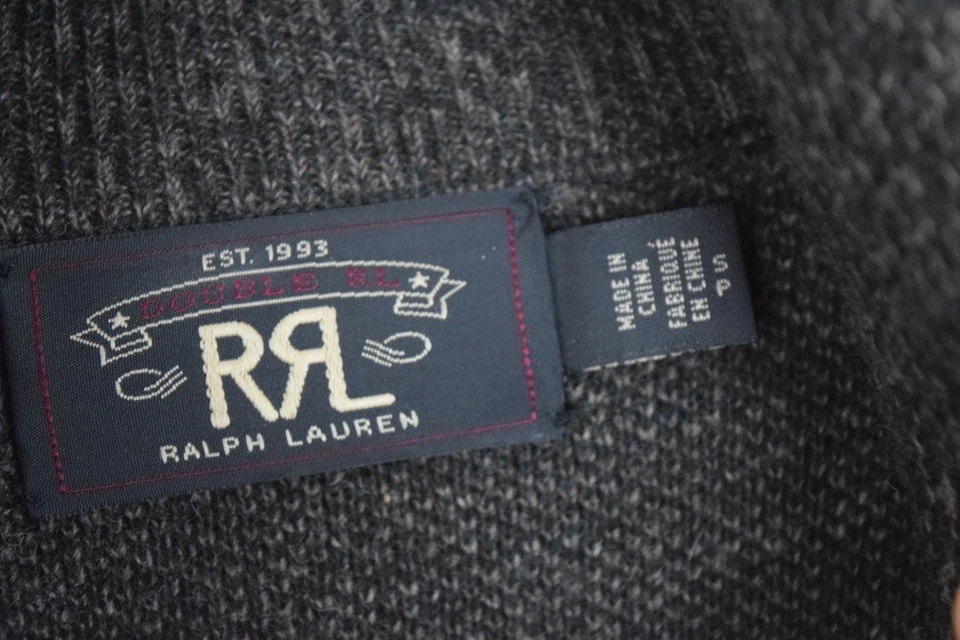 EST. 1993
DOUBLE RL
RRL
RALPH LAUREN
MADE IN
CHINA
FABRIQUÉ
EN CHINE
S
P